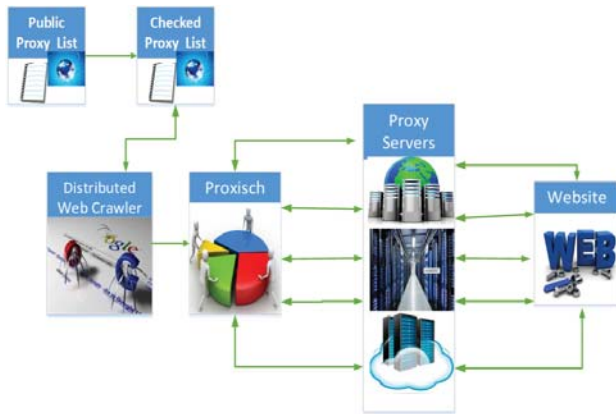 Public
Proxy List
Checked
Proxy List
Proxy
Servers
Distributed
Web Crawler
Proxisch
Website
WEB